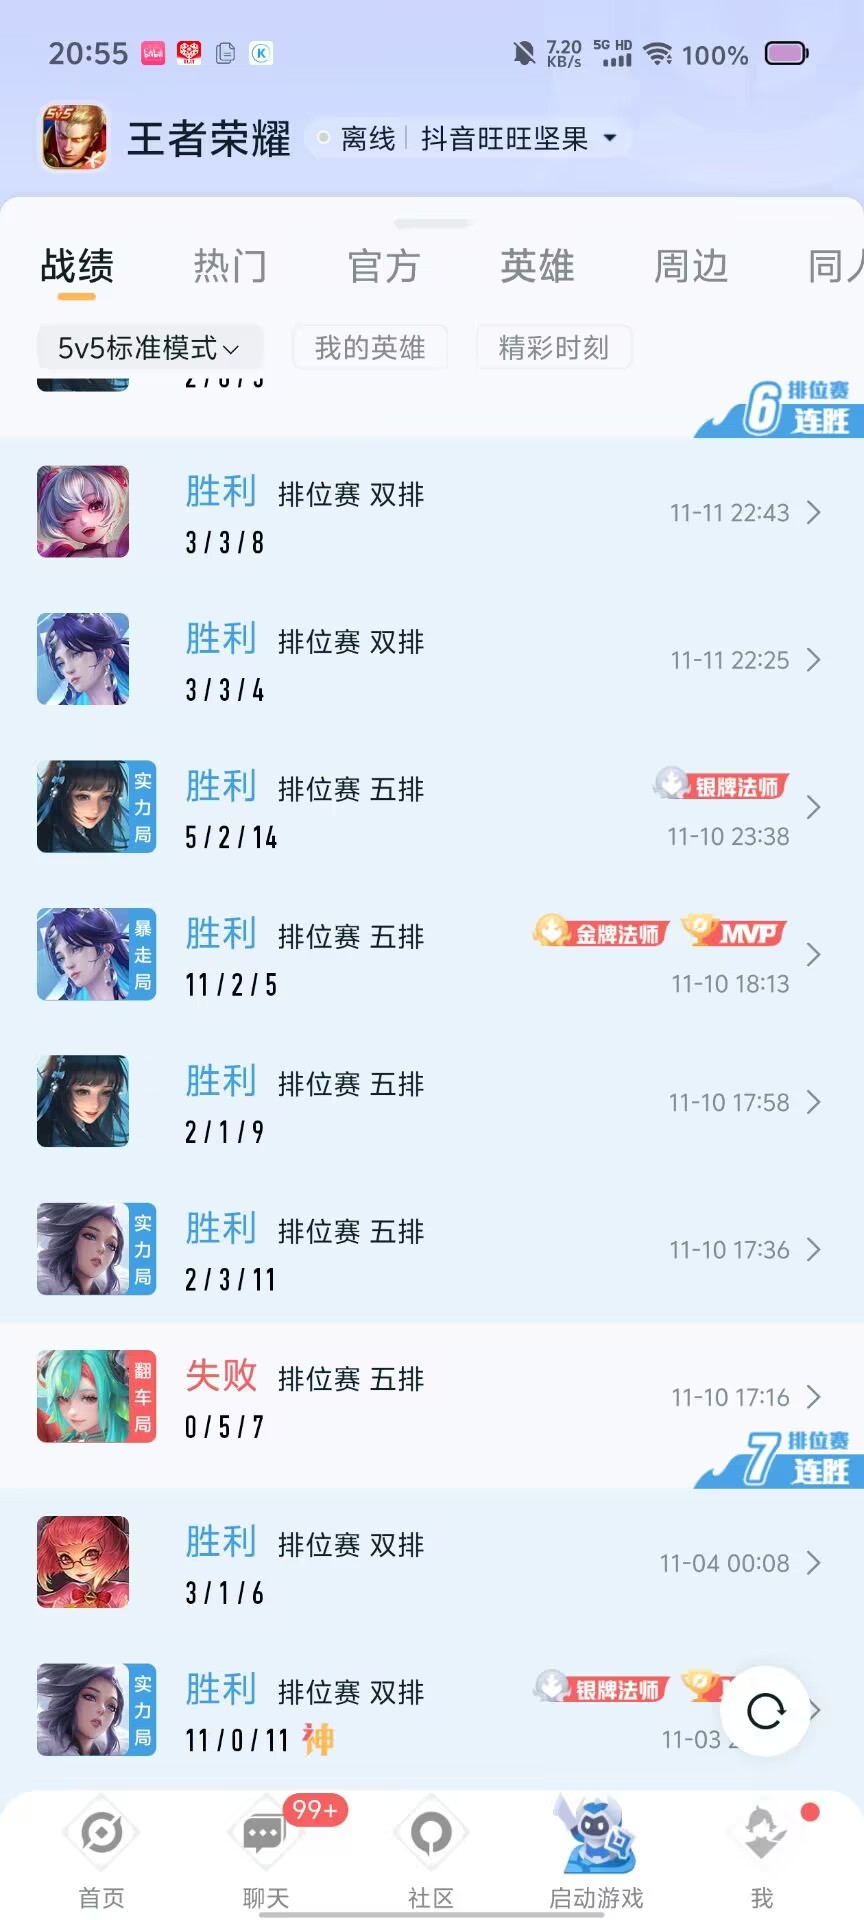 20:55
7.20 KB/s 5G HD 100%
王者荣耀 离线 抖音旺旺坚果
战绩 热门 官方 英雄 周边
5v5标准模式 我的英雄 精彩时刻
6 排位赛 连胜
胜利 排位赛 双排
3 / 3 / 8
11-11 22:43
胜利 排位赛 双排
3 / 3 / 4
11-11 22:25
实力局
胜利 排位赛 五排
5 / 2 / 14
银牌法师
11-10 23:38
暴走局
胜利 排位赛 五排
11 / 2 / 5
金牌法师 MVP
11-10 18:13
胜利 排位赛 五排
2 / 1 / 9
11-10 17:58
实力局
胜利 排位赛 五排
2 / 3 / 11
11-10 17:36
翻车局
失败 排位赛 五排
0 / 5 / 7
11-10 17:16
7 排位赛 连胜
胜利 排位赛 双排
3 / 1 / 6
11-04 00:08
实力局
胜利 排位赛 双排
11 / 0 / 11 神
银牌法师
11-03
99+
首页 聊天 社区 启动游戏 我